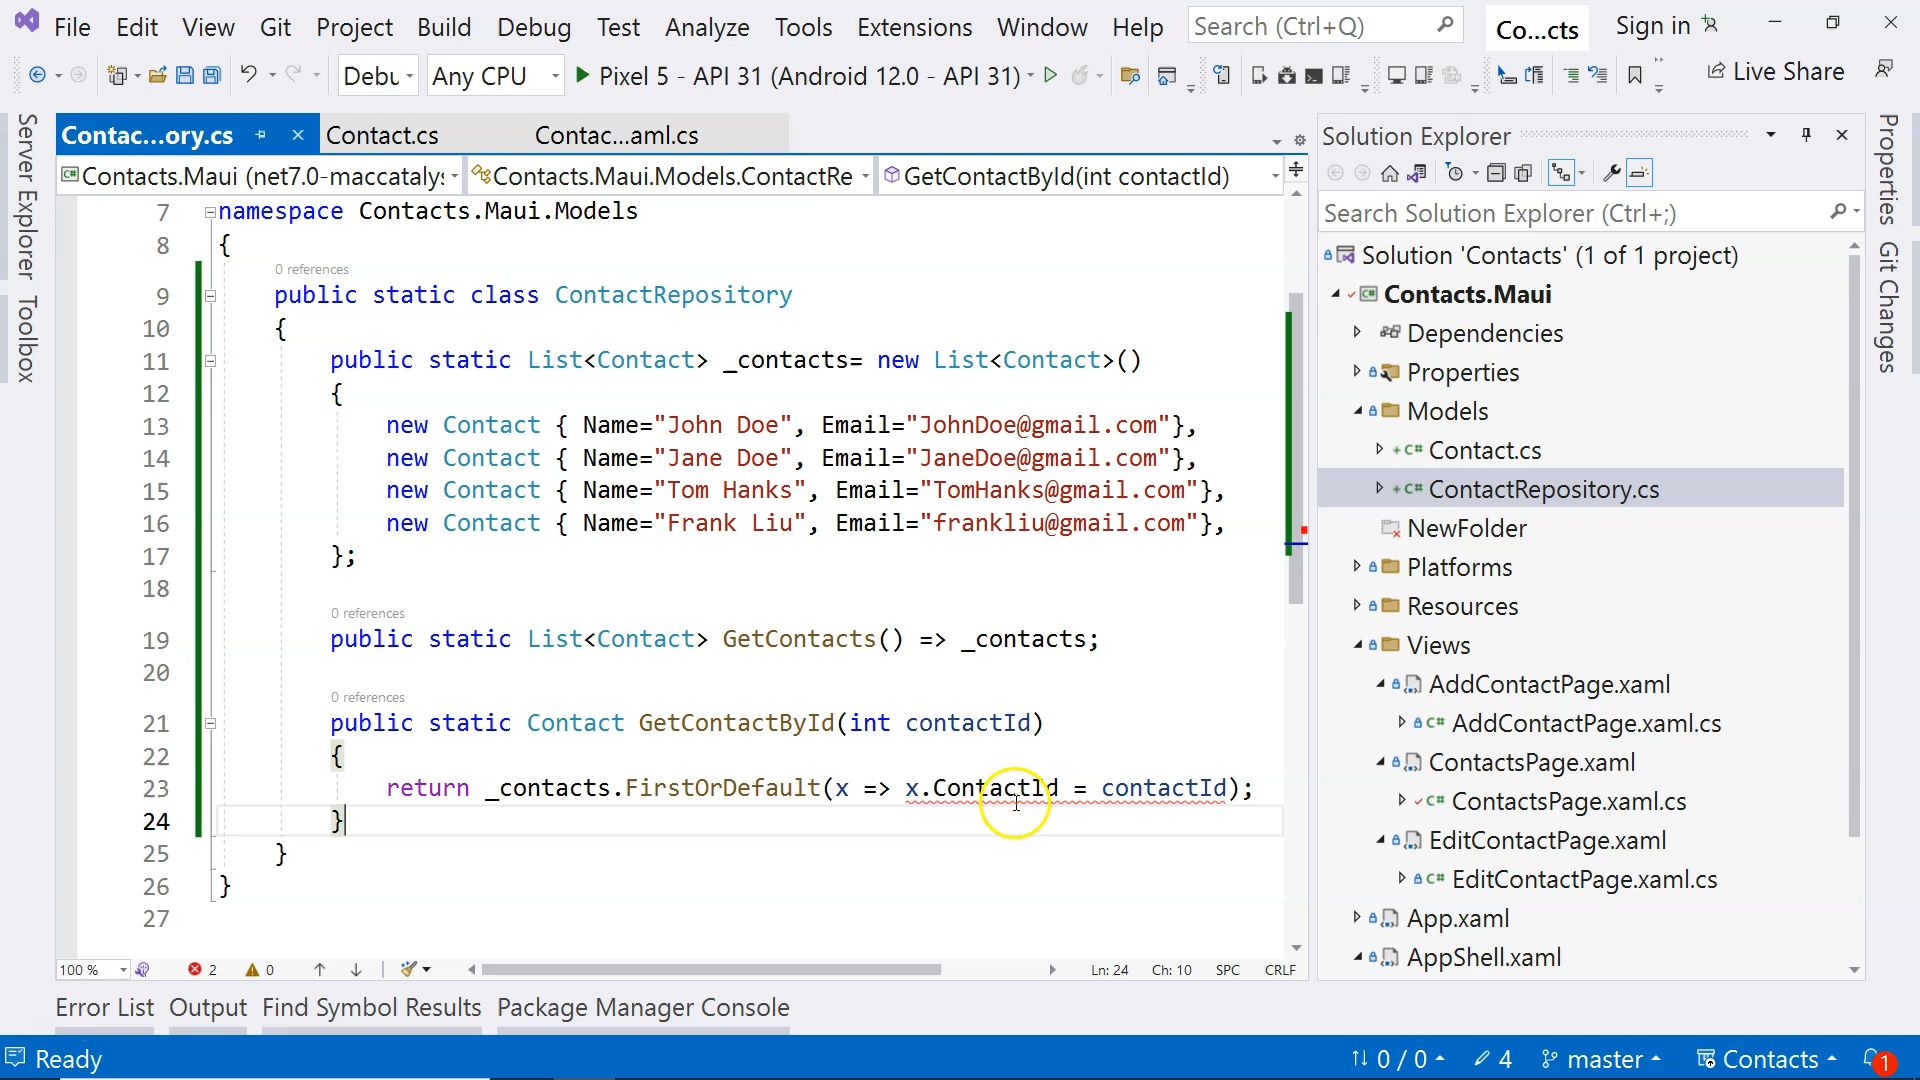 File Edit View Git Project Build Debug Test Analyze Tools Extensions Window Help Search (Ctrl+Q) Co...cts Sign in
Debu Any CPU Pixel 5 - API 31 (Android 12.0 - API 31) Live Share
Server Explorer
Toolbox
Contac...ory.cs Contact.cs Contac...aml.cs
Contacts.Maui (net7.0-maccataly Contacts.Maui.Models.ContactRe GetContactById(int contactId)
7 namespace Contacts.Maui.Models
8 {
0 references
9 public static class ContactRepository
10 {
11 public static List<Contact> _contacts= new List<Contact>()
12 {
13 new Contact { Name="John Doe", Email="JohnDoe@gmail.com"},
14 new Contact { Name="Jane Doe", Email="JaneDoe@gmail.com"},
15 new Contact { Name="Tom Hanks", Email="TomHanks@gmail.com"},
16 new Contact { Name="Frank Liu", Email="frankliu@gmail.com"},
17 };
18
0 references
19 public static List<Contact> GetContacts() => _contacts;
20
0 references
21 public static Contact GetContactById(int contactId)
22 {
23 return _contacts.FirstOrDefault(x => x.ContactId = contactId);
24 }
25 }
26 }
27
100 % 2 0 Ln: 24 Ch: 10 SPC CRLF
Solution Explorer
Search Solution Explorer (Ctrl+;)
Solution 'Contacts' (1 of 1 project)
Contacts.Maui
Dependencies
Properties
Models
C# Contact.cs
C# ContactRepository.cs
NewFolder
Platforms
Resources
Views
AddContactPage.xaml
C# AddContactPage.xaml.cs
ContactsPage.xaml
C# ContactsPage.xaml.cs
EditContactPage.xaml
C# EditContactPage.xaml.cs
App.xaml
AppShell.xaml
Properties
Git Changes
Error List Output Find Symbol Results Package Manager Console
Ready 0 / 0 4 master Contacts 1